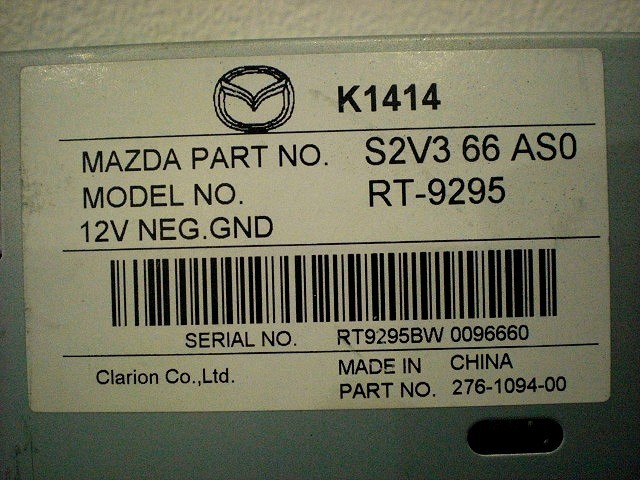 K1414
MAZDA PART NO. S2V3 66 AS0
MODEL NO. RT-9295
12V NEG.GND
SERIAL NO. RT9295BW 0096660
Clarion Co.,Ltd.
MADE IN CHINA
PART NO. 276-1094-00